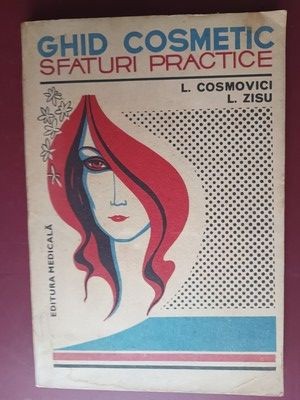 GHID COSMETIC
SFATURI PRACTICE
L. COSMOVICI
L. ZISU
EDITURA MEDICALĂ